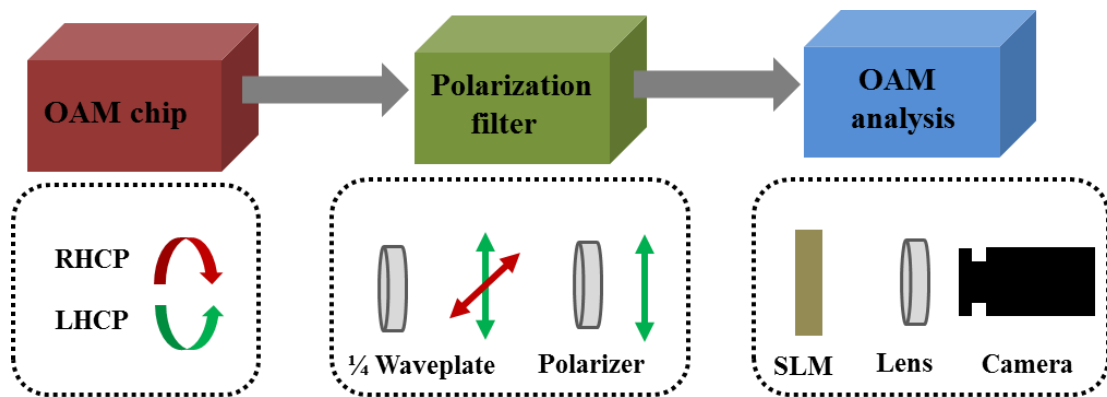 OAM chip
Polarization
filter
OAM
analysis
RHCP
LHCP
¼ Waveplate
Polarizer
SLM
Lens
Camera